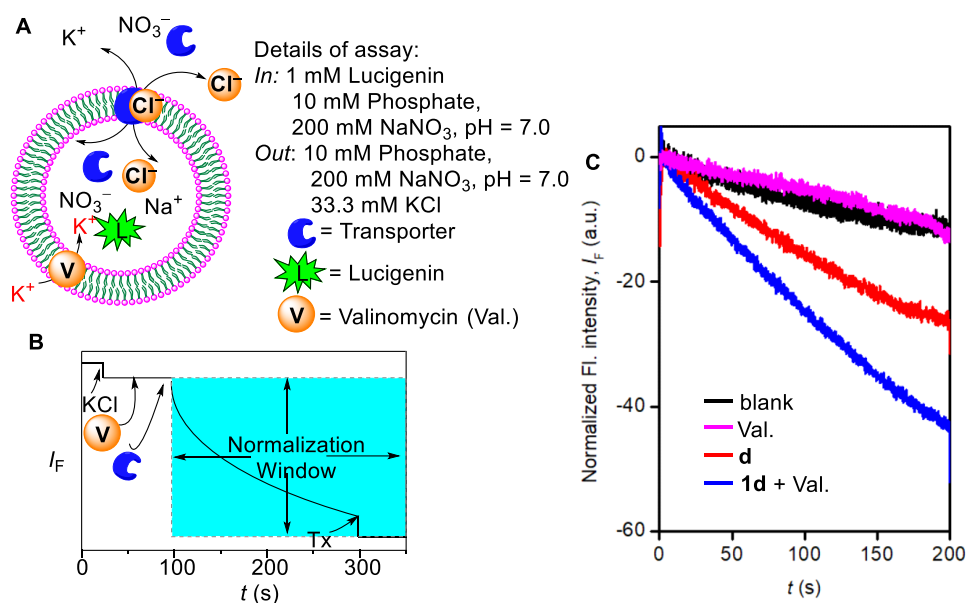 A
K⁺
NO₃⁻
Cl⁻
Cl⁻
Cl⁻
NO₃⁻
Na⁺
K⁺
L
V
K⁺
Details of assay:
In: 1 mM Lucigenin
10 mM Phosphate,
200 mM NaNO₃, pH = 7.0
Out: 10 mM Phosphate,
200 mM NaNO₃, pH = 7.0
33.3 mM KCl
= Transporter
L = Lucigenin
V = Valinomycin (Val.)
B
KCl
V
I_F
Normalization
Window
Tx
0 100 200 300
t (s)
C
Normalized Fl. intensity, I_F (a.u.)
0
-20
-40
-60
blank
Val.
d
1d + Val.
0 50 100 150 200
t (s)